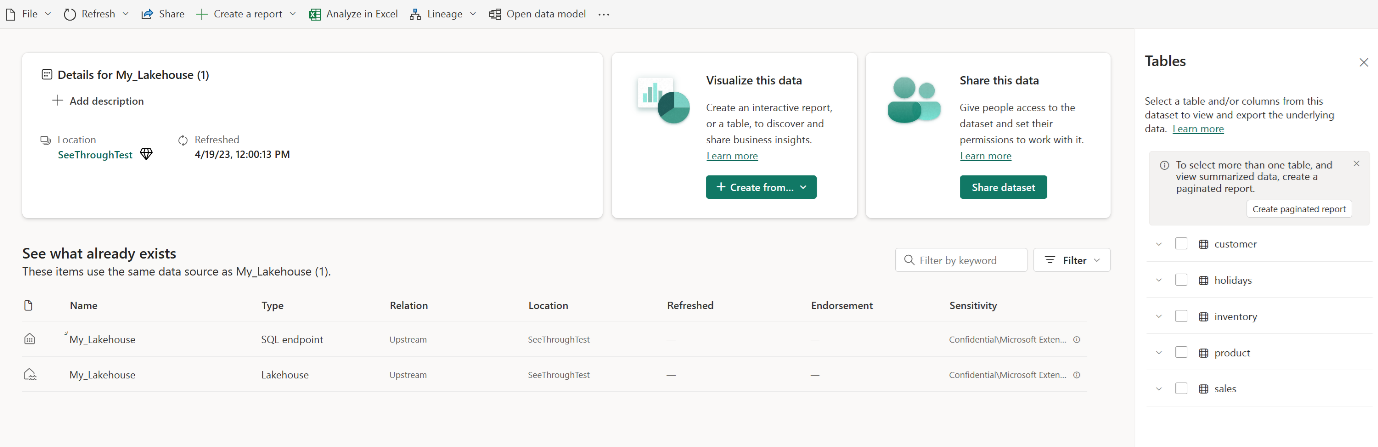 File Refresh Share Create a report Analyze in Excel Lineage Open data model ...
Details for My_Lakehouse (1)
Add description
Location
SeeThroughTest
Refreshed
4/19/23, 12:00:13 PM
Visualize this data
Create an interactive report,
or a table, to discover and
share business insights.
Learn more
Create from...
Share this data
Give people access to the
dataset and set their
permissions to work with it.
Learn more
Share dataset
See what already exists
These items use the same data source as My_Lakehouse (1).
Filter by keyword
Filter
Name Type Relation Location Refreshed Endorsement Sensitivity
My_Lakehouse SQL endpoint Upstream SeeThroughTest Confidential\Microsoft Exten...
My_Lakehouse Lakehouse Upstream SeeThroughTest — — Confidential\Microsoft Exten...
Tables
Select a table and/or columns from this
dataset to view and export the underlying
data. Learn more
To select more than one table, and
view summarized data, create a
paginated report.
Create paginated report
customer
holidays
inventory
product
sales